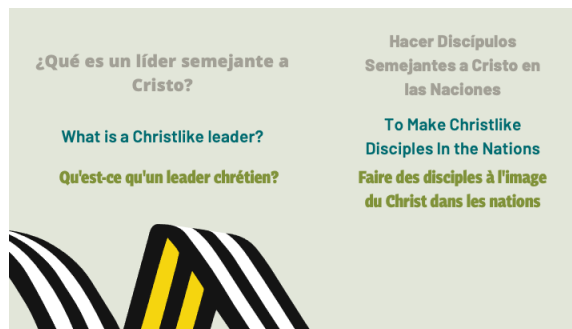 ¿Qué es un líder semejante a
Cristo?
What is a Christlike leader?
Qu'est-ce qu'un leader chrétien?
Hacer Discípulos
Semejantes a Cristo en
las Naciones
To Make Christlike
Disciples In the Nations
Faire des disciples à l'image
du Christ dans les nations